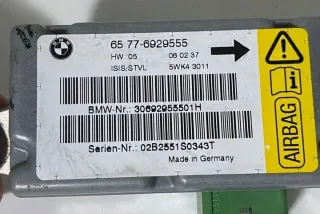 BMW
65 77-6929555
HW 05 06 02 37
ISIS/STVL 5WK4 3011
BMW-Nr.: 30692955501H
Serien-Nr.: 02B2551S0343T
Made in Germany
AIRBAG